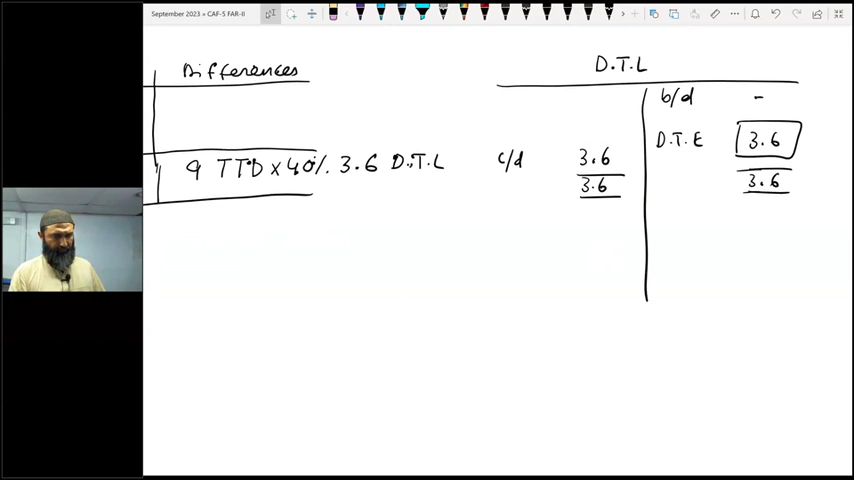 September 2023 » CAF-5 FAR-II
Differences
9 TTD x 40% 3.6 D.T.L
D.T.L
b/d -
D.T.E 3.6
c/d 3.6
3.6 3.6